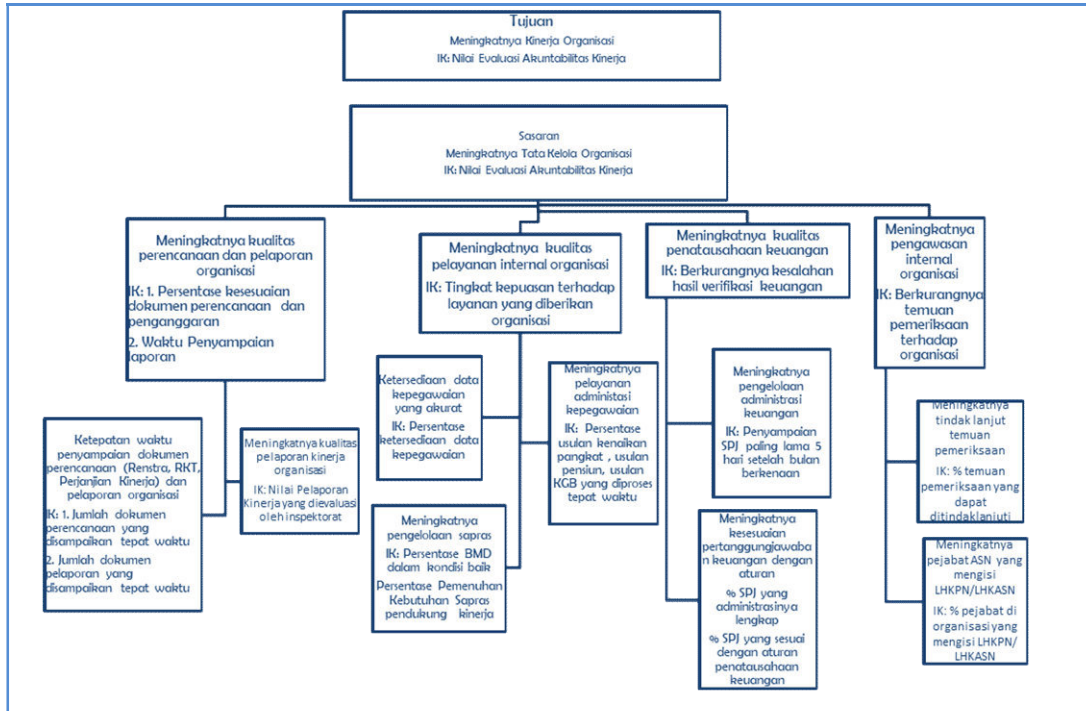 Tujuan
Meningkatnya Kinerja Organisasi
IK: Nilai Evaluasi Akuntabilitas Kinerja
Sasaran
Meningkatnya Tata Kelola Organisasi
IK: Nilai Evaluasi Akuntabilitas Kinerja
Meningkatnya kualitas
perencanaan dan pelaporan
organisasi
IK: 1. Persentase kesesuaian
dokumen perencanaan dan
penganggaran
2. Waktu Penyampaian
laporan
Meningkatnya kualitas
pelayanan internal organisasi
IK: Tingkat kepuasan terhadap
layanan yang diberikan
organisasi
Meningkatnya kualitas
penatausahaan keuangan
IK: Berkurangnya kesalahan
hasil verifikasi keuangan
Meningkatnya
pengawasan
internal
organisasi
IK: Berkurangnya
temuan
pemeriksaan
terhadap
organisasi
Ketepatan waktu
penyampaian dokumen
perencanaan (Renstra, RKT,
Perjanjian Kinerja) dan
pelaporan organisasi
IK: 1. Jumlah dokumen
perencanaan yang
disampaikan tepat waktu
2. Jumlah dokumen
pelaporan yang
disampaikan tepat waktu
Meningkatnya kualitas
pelaporan kinerja
organisasi
IK: Nilai Pelaporan
Kinerja yang dievaluasi
oleh inspektorat
Ketersediaan data
kepegawaian
yang akurat
IK: Persentase
ketersediaan data
kepegawaian
Meningkatnya
pelayanan
administasi
kepegawaian
IK: Persentase
usulan kenaikan
pangkat , usulan
pensiun, usulan
KGB yang diproses
tepat waktu
Meningkatnya
pengelolaan sapras
IK: Persentase BMD
dalam kondisi baik
Persentase Pemenuhan
Kebutuhan Sapras
pendukung kinerja
Meningkatnya
pengelolaan
administrasi
keuangan
IK: Penyampaian
SPJ paling lama 5
hari setelah bulan
berkenaan
Meningkatnya
kesesuaian
pertanggungjawaba
n keuangan dengan
aturan
% SPJ yang
administrasinya
lengkap
% SPJ yang sesuai
dengan aturan
penatausahaan
keuangan
Meningkatnya
tindak lanjut
temuan
pemeriksaan
IK: % temuan
pemeriksaan yang
dapat
ditindaklanjuti
Meningkatnya
pejabat ASN yang
mengisi
LHKPN/LHKASN
IK: % pejabat di
organisasi yang
mengisi LHKPN/
LHKASN